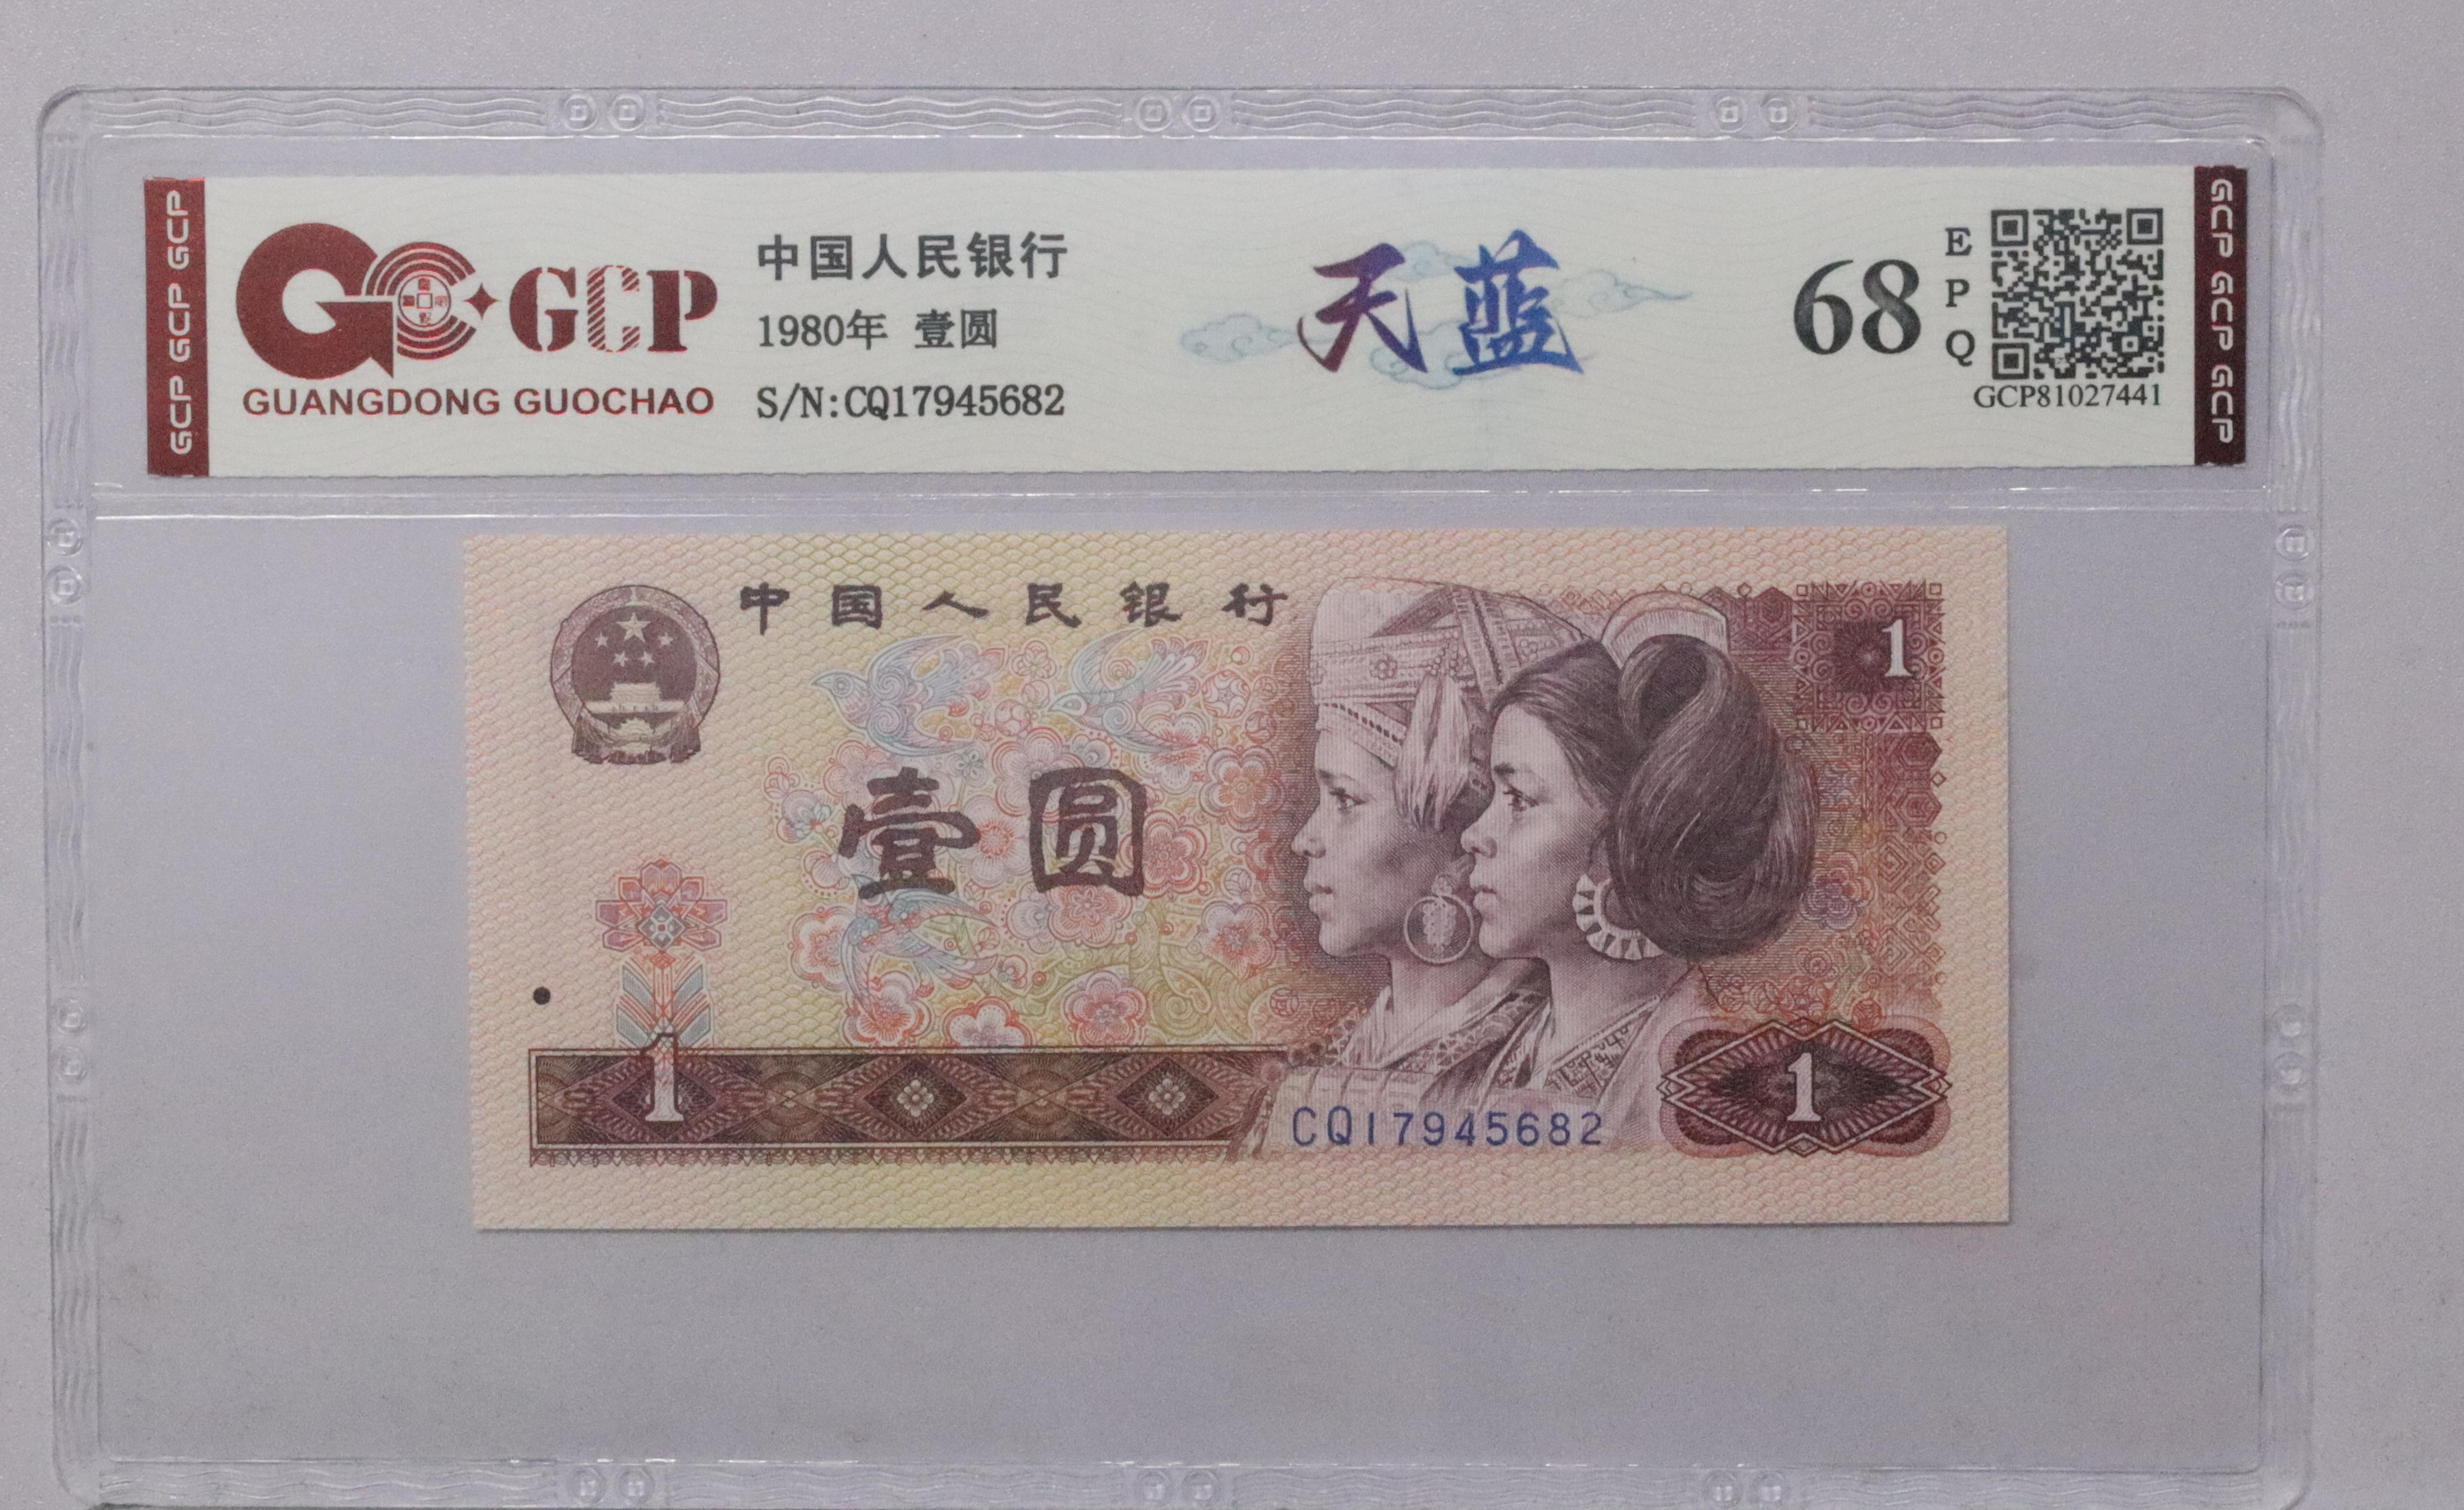 GCP GCP GCP
GCP
GUANGDONG GUOCHAO
中国人民银行
1980年 壹圆
S/N:CQ17945682
天蓝
68
E
P
Q
GCP81027441
GCP GCP GCP
中国人民银行
1
壹圆
1
1
CQ17945682